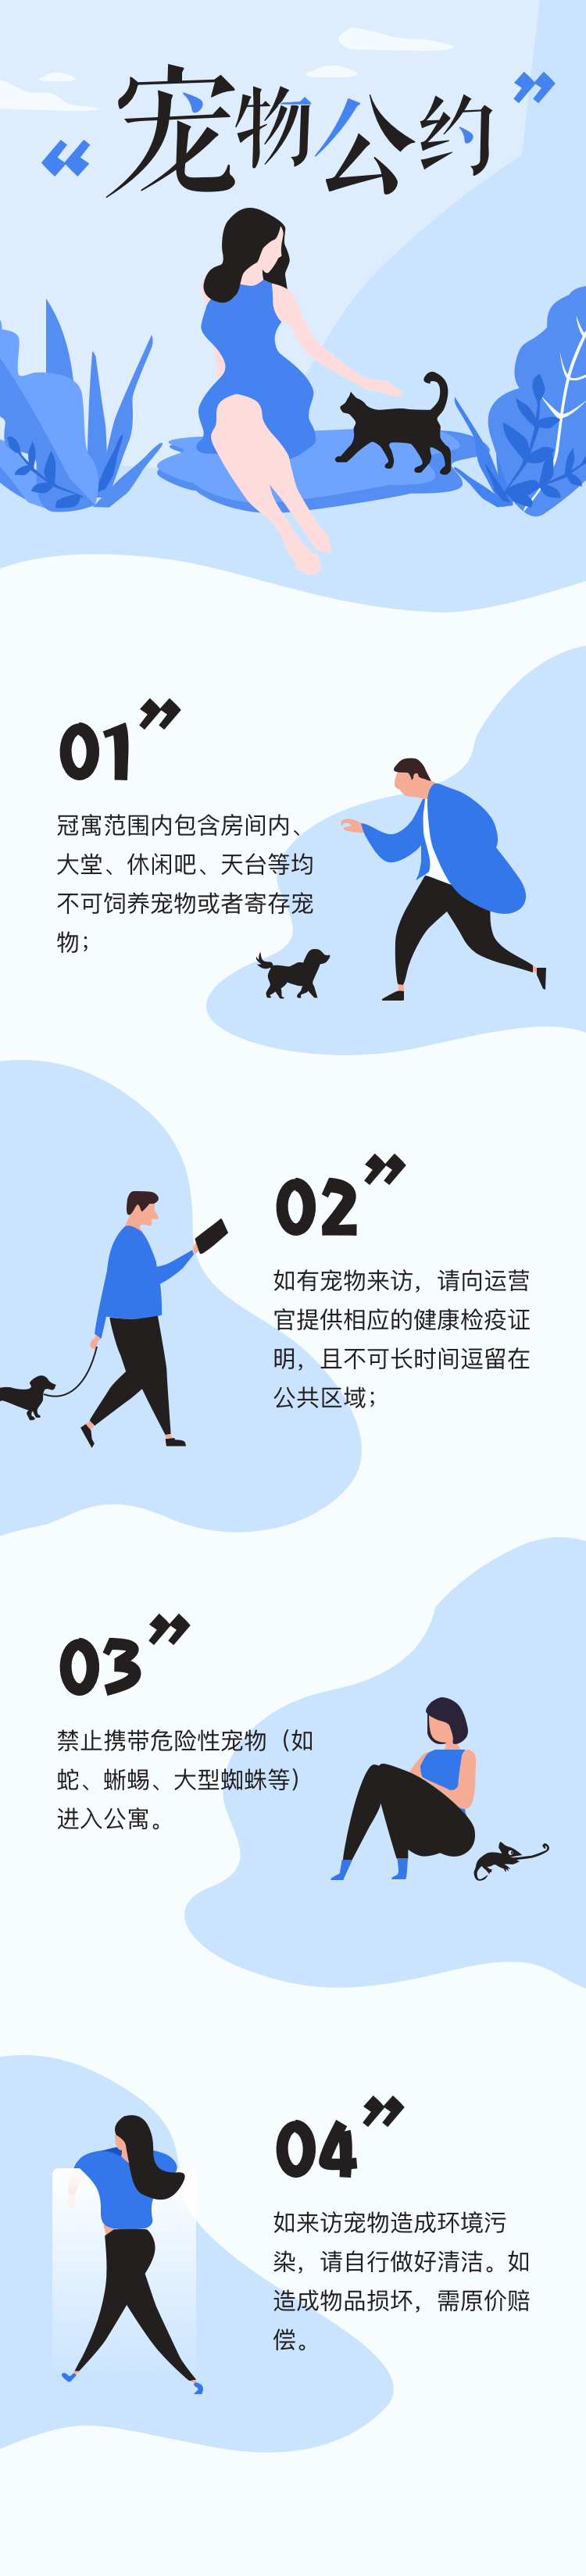 “宠物公约”
01”
冠寓范围内包含房间内、
大堂、休闲吧、天台等均
不可饲养宠物或者寄存宠
物；
02”
如有宠物来访，请向运营
官提供相应的健康检疫证
明，且不可长时间逗留在
公共区域；
03”
禁止携带危险性宠物（如
蛇、蜥蜴、大型蜘蛛等）
进入公寓。
04”
如来访宠物造成环境污
染，请自行做好清洁。如
造成物品损坏，需原价赔
偿。